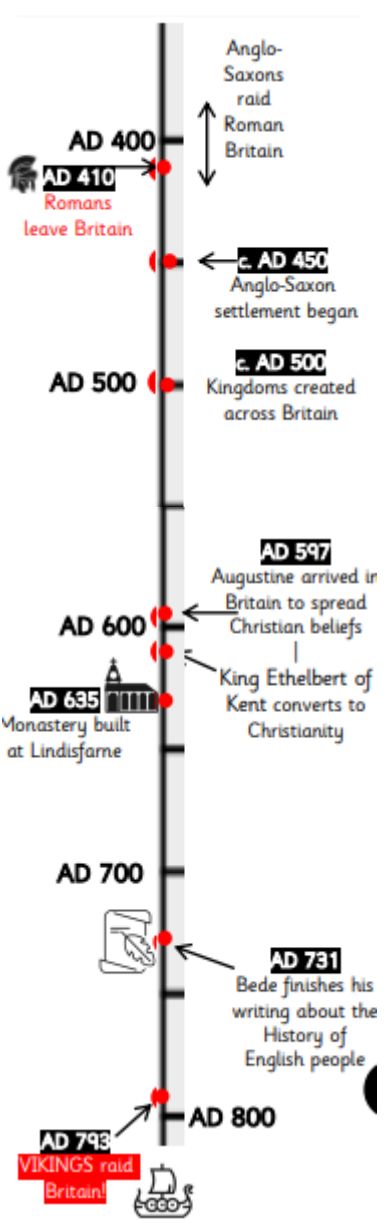 Anglo-
Saxons
raid
Roman
Britain
AD 400
AD 410
Romans
leave Britain
c. AD 450
Anglo-Saxon
settlement began
c. AD 500
Kingdoms created
across Britain
AD 500
AD 597
Augustine arrived in
Britain to spread
Christian beliefs
AD 600
King Ethelbert of
Kent converts to
Christianity
AD 635
Monastery built
at Lindisfarne
AD 700
AD 731
Bede finishes his
writing about the
History of
English people
AD 800
AD 793
VIKINGS raid
Britain!